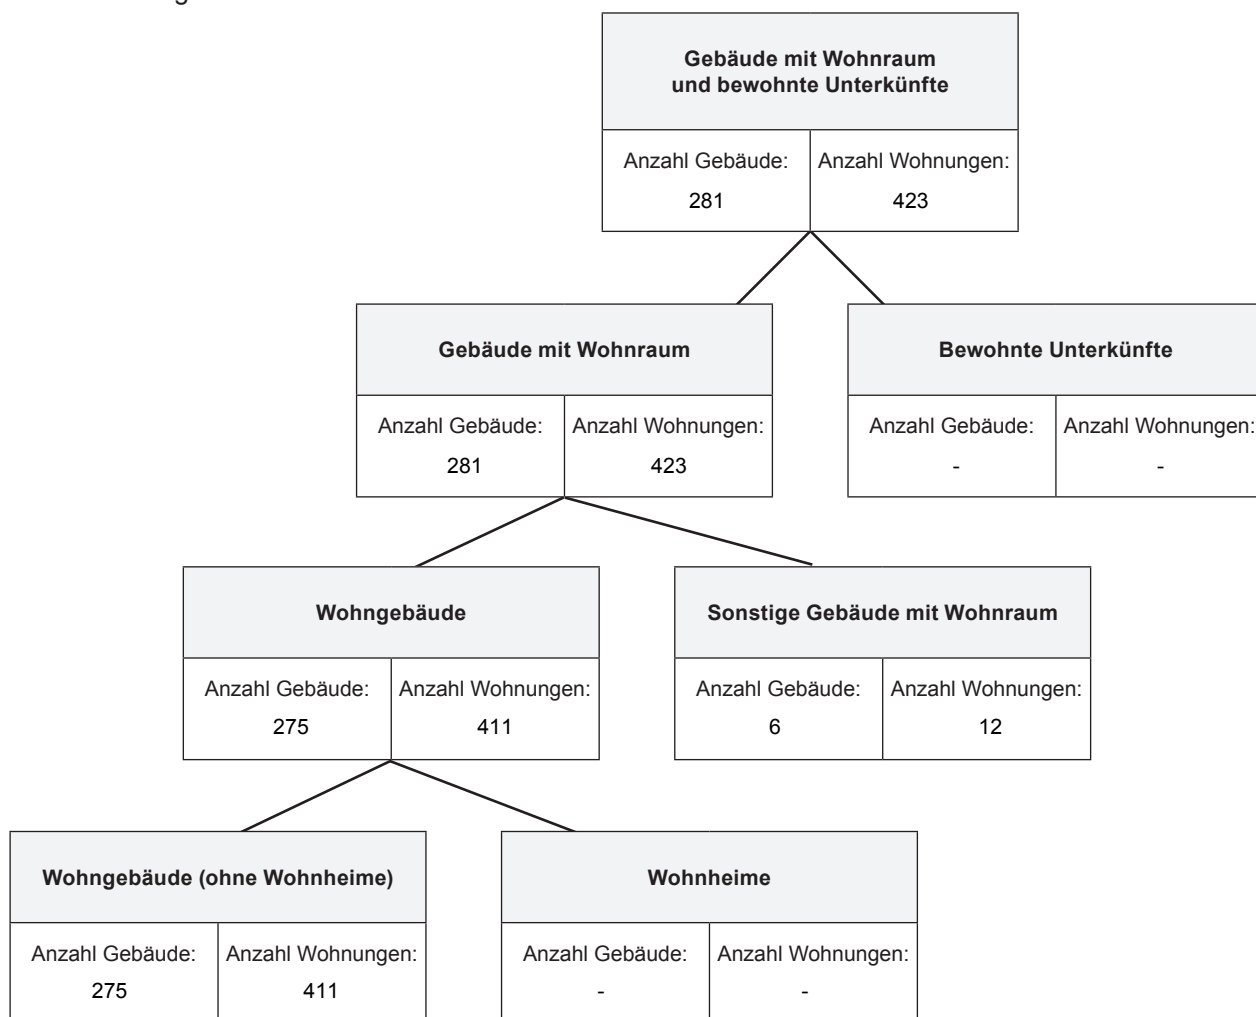 Gebäude mit Wohnraum
und bewohnte Unterkünfte
Anzahl Gebäude: Anzahl Wohnungen:
281 423
Gebäude mit Wohnraum
Anzahl Gebäude: Anzahl Wohnungen:
281 423
Bewohnte Unterkünfte
Anzahl Gebäude: Anzahl Wohnungen:
- -
Wohngebäude
Anzahl Gebäude: Anzahl Wohnungen:
275 411
Sonstige Gebäude mit Wohnraum
Anzahl Gebäude: Anzahl Wohnungen:
6 12
Wohngebäude (ohne Wohnheime)
Anzahl Gebäude: Anzahl Wohnungen:
275 411
Wohnheime
Anzahl Gebäude: Anzahl Wohnungen:
- -